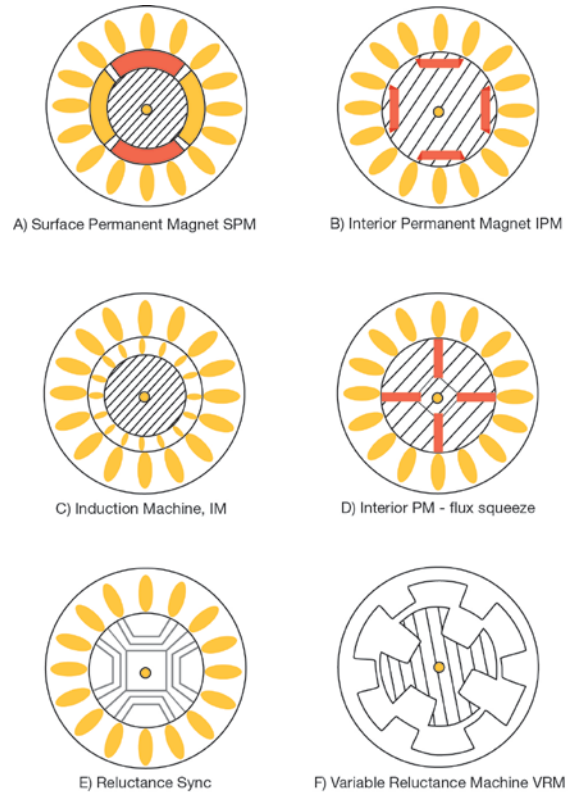 A) Surface Permanent Magnet SPM
B) Interior Permanent Magnet IPM
C) Induction Machine, IM
D) Interior PM - flux squeeze
E) Reluctance Sync
F) Variable Reluctance Machine VRM